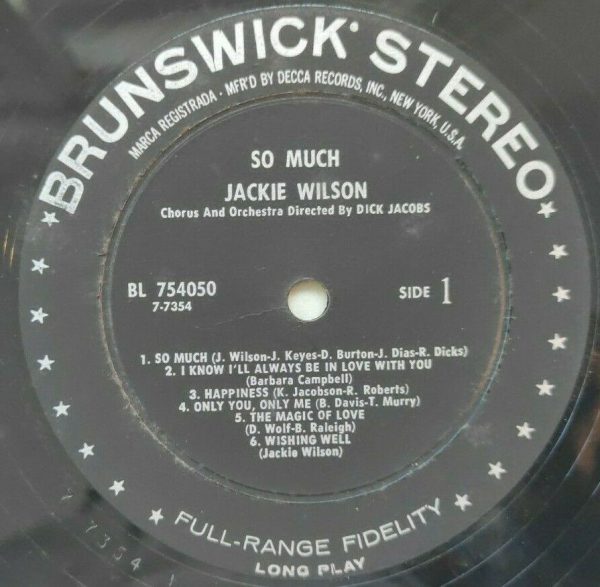 BRUNSWICK® STEREO
MARCA REGISTRADA · MFR'D BY DECCA RECORDS, INC., NEW YORK, U.S.A.
SO MUCH
JACKIE WILSON
Chorus And Orchestra Directed By DICK JACOBS
BL 754050
7-7354
SIDE 1
1. SO MUCH (J. Wilson-J. Keyes-D. Burton-J. Dias-R. Dicks)
2. I KNOW I'LL ALWAYS BE IN LOVE WITH YOU
(Barbara Campbell)
3. HAPPINESS (K. Jacobson-R. Roberts)
4. ONLY YOU, ONLY ME (B. Davis-T. Murry)
5. THE MAGIC OF LOVE
(D. Wolf-B. Raleigh)
6. WISHING WELL
(Jackie Wilson)
FULL-RANGE FIDELITY
LONG PLAY
7 7354